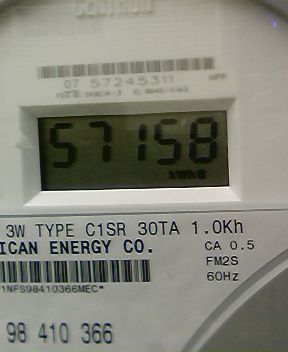 CENTRON
07 57245311
57158
kWh
3W TYPE C1SR 30TA 1.0Kh
ICAN ENERGY CO. CA 0.5
FM2S
60Hz
1NFS98410366MEC*
98 410 366